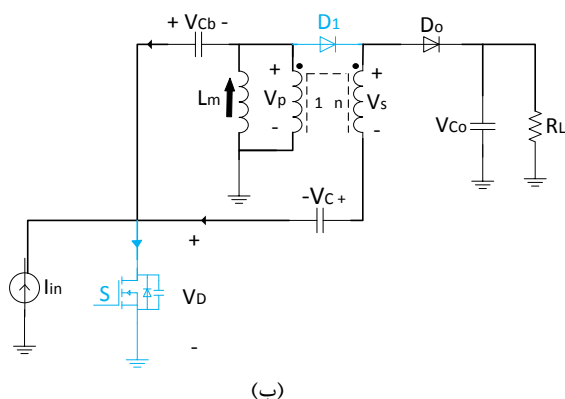 + VCb -
D1
Do
Lm
+
Vp
-
1 n
+
Vs
-
VCo
RL
-VC +
Iin
S
+
VD
-
(ب)